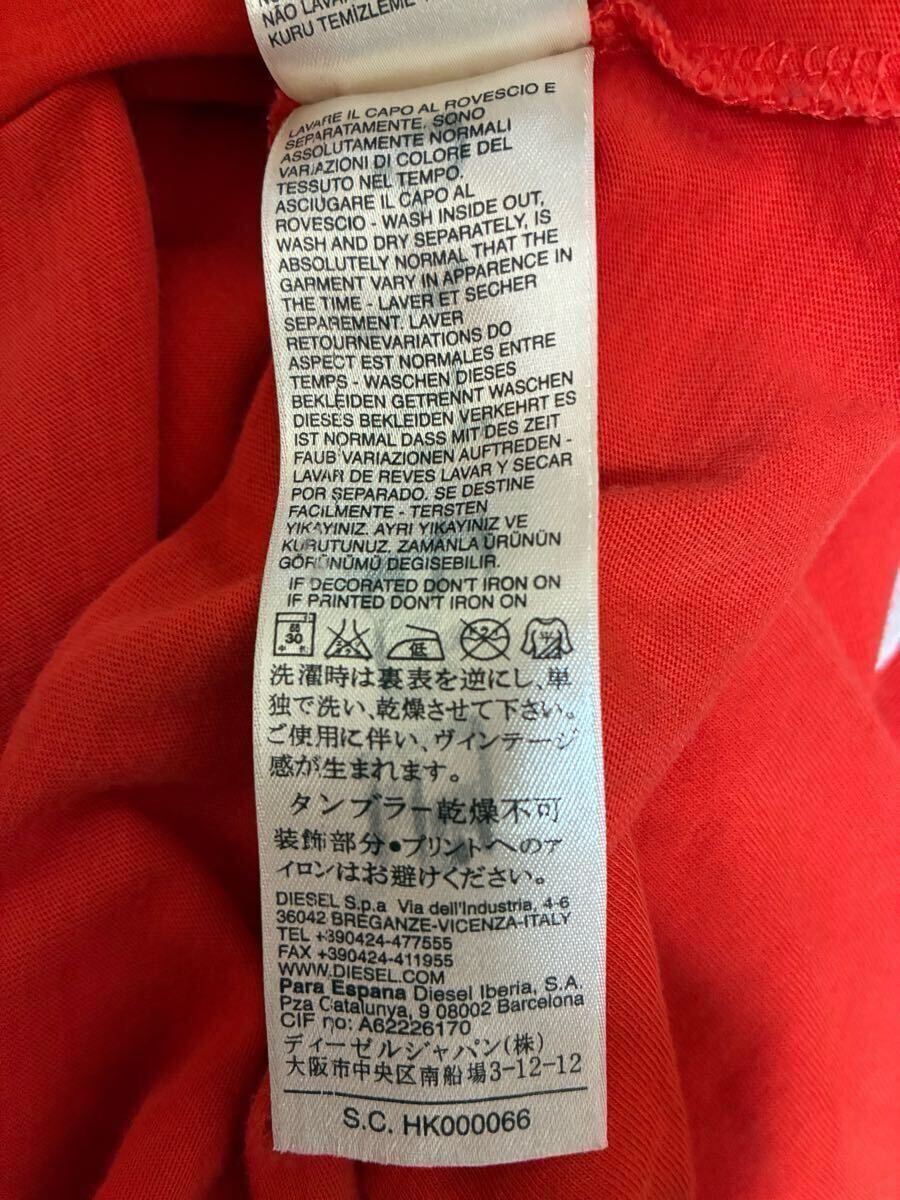 NÃO LAVAR
KURU TEMİZLEME
LAVARE IL CAPO AL ROVESCIO E
SEPARATAMENTE, SONO
ASSOLUTAMENTE NORMALI
VARIAZIONI DI COLORE DEL
TESSUTO NEL TEMPO.
ASCIUGARE IL CAPO AL
ROVESCIO - WASH INSIDE OUT,
WASH AND DRY SEPARATELY, IS
ABSOLUTELY NORMAL THAT THE
GARMENT VARY IN APPARENCE IN
THE TIME - LAVER ET SECHER
SEPAREMENT. LAVER
RETOURNEVARIATIONS DO
ASPECT EST NORMALES ENTRE
TEMPS - WASCHEN DIESES
BEKLEIDEN GETRENNT WASCHEN
DIESES BEKLEIDEN VERKEHRT ES
IST NORMAL DASS MIT DES ZEIT
FAUB VARIAZIONEN AUFTREDEN -
LAVAR DE REVES LAVAR Y SECAR
POR SEPARADO. SE DESTINE
FACILMENTE - TERSTEN
YIKAYINIZ. AYRI YIKAYINIZ VE
KURUTUNUZ. ZAMANLA ÜRÜNÜN
GÖRÜNÜMÜ DEGISEBILIR.
IF DECORATED DON'T IRON ON
IF PRINTED DON'T IRON ON
30 低
洗濯時は裏表を逆にし、単
独で洗い、乾燥させて下さい。
ご使用に伴い、ヴィンテージ
感が生まれます。
タンブラー乾燥不可
装飾部分●プリントへのア
イロンはお避けください。
DIESEL S.p.a Via dell'Industria, 4-6
36042 BREGANZE-VICENZA-ITALY
TEL +390424-477555
FAX +390424-411955
WWW.DIESEL.COM
Para Espana Diesel Iberia, S.A.
Pza Catalunya, 9 08002 Barcelona
CIF no: A62226170
ディーゼルジャパン(株)
大阪市中央区南船場3-12-12
S.C. HK000066